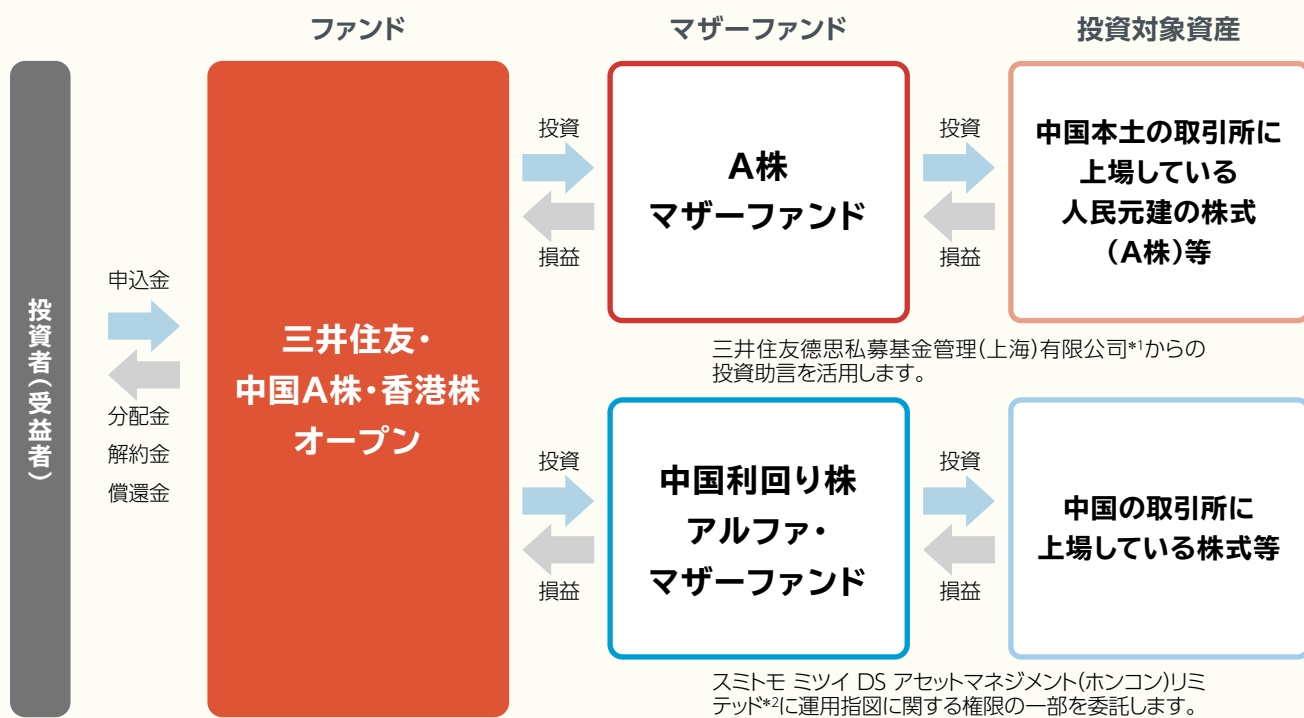 ファンド
マザーファンド
投資対象資産
投資者(受益者)
申込金
分配金
解約金
償還金
三井住友・
中国A株・香港株
オープン
投資
損益
A株
マザーファンド
投資
損益
中国本土の取引所に
上場している
人民元建の株式
(A株)等
三井住友德思私募基金管理(上海)有限公司*1からの
投資助言を活用します。
投資
損益
中国利回り株
アルファ・
マザーファンド
投資
損益
中国の取引所に
上場している株式等
スミトモ ミツイ DS アセットマネジメント(ホンコン)リミ
テッド*2に運用指図に関する権限の一部を委託します。